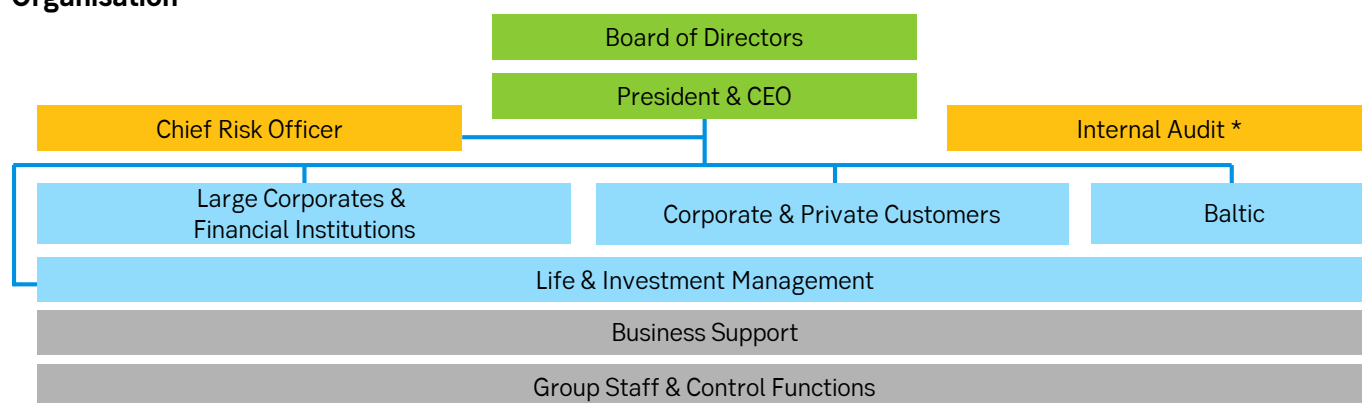 Organisation
Board of Directors
President & CEO
Chief Risk Officer
Internal Audit *
Large Corporates &
Financial Institutions
Corporate & Private Customers
Baltic
Life & Investment Management
Business Support
Group Staff & Control Functions